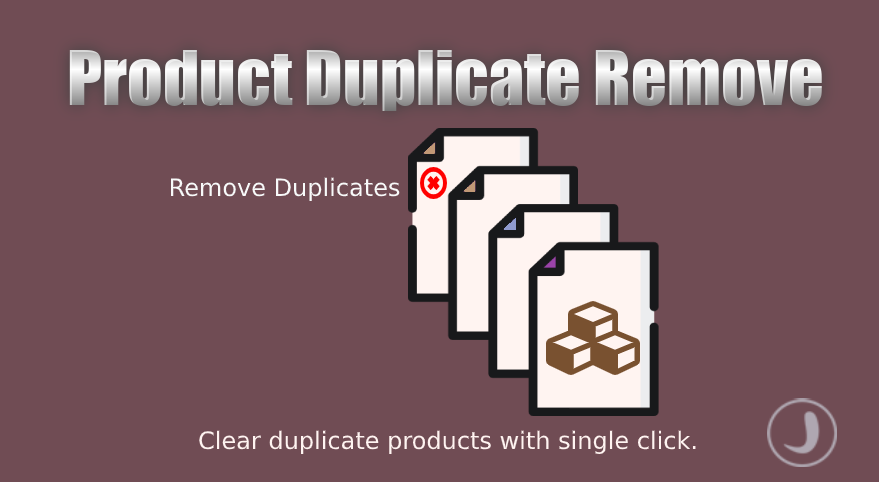 Product Duplicate Remove
Remove Duplicates
Clear duplicate products with single click.